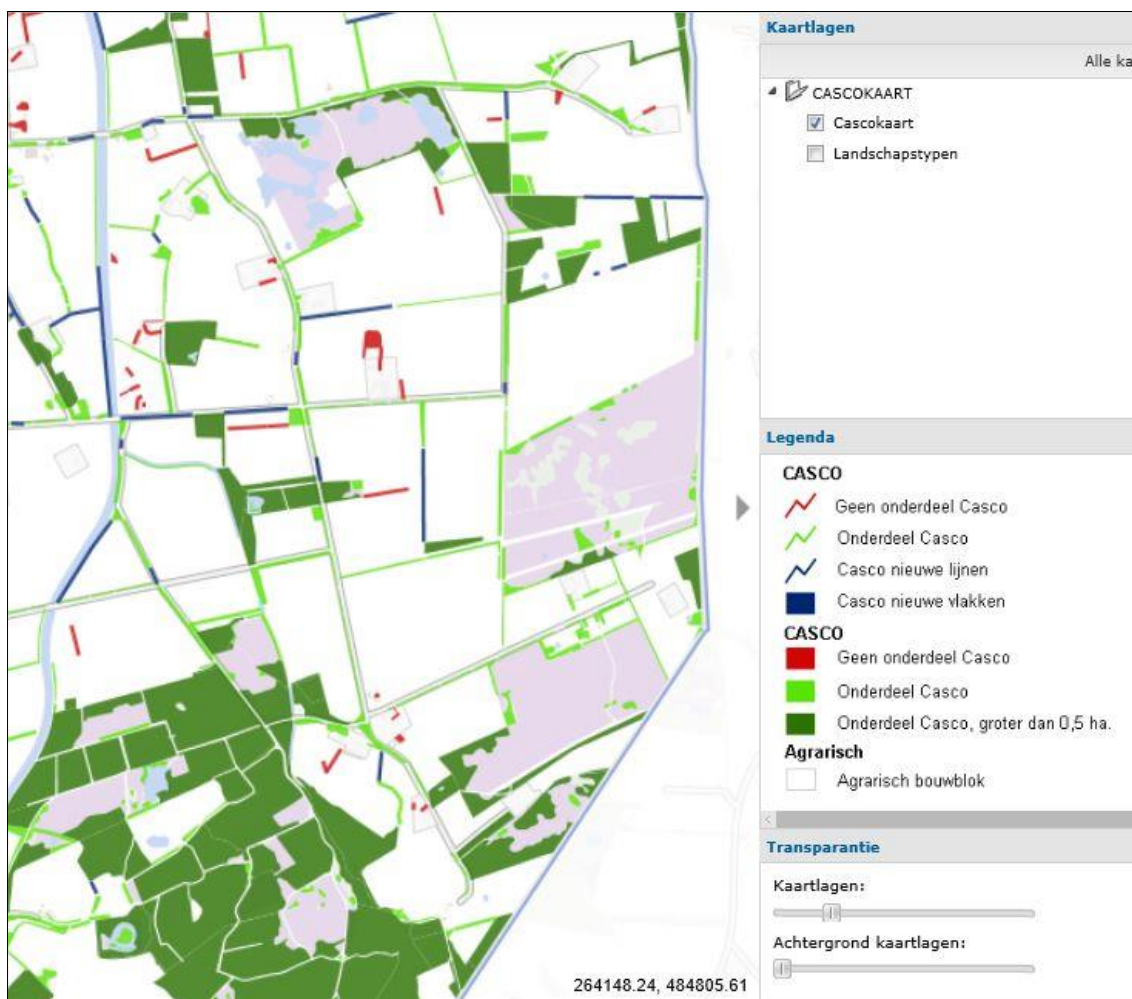 Kaartlagen
Alle ka
CASCOKAART
Cascokaart
Landschapstypen
Legenda
CASCO
Geen onderdeel Casco
Onderdeel Casco
Casco nieuwe lijnen
Casco nieuwe vlakken
CASCO
Geen onderdeel Casco
Onderdeel Casco
Onderdeel Casco, groter dan 0,5 ha.
Agrarisch
Agrarisch bouwblok
Transparantie
Kaartlagen:
Achtergrond kaartlagen:
264148.24, 484805.61